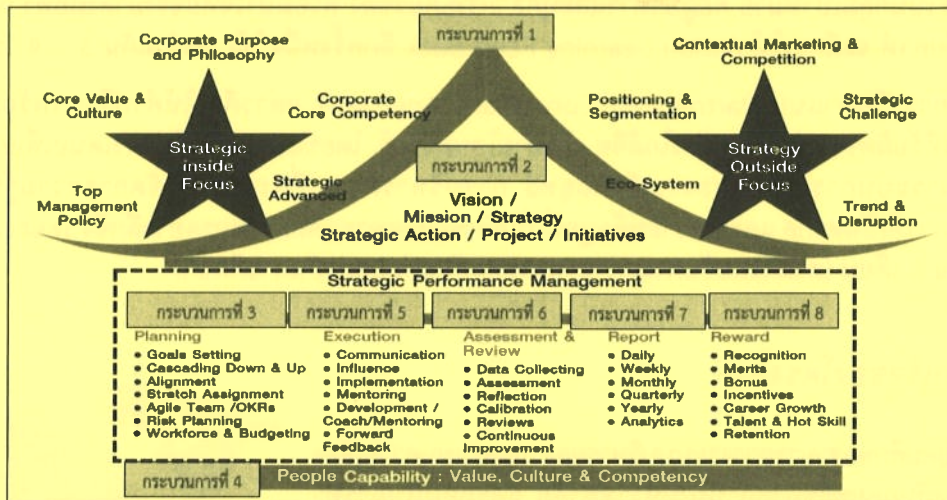 กระบวนการที่ 1
Corporate Purpose
and Philosophy
Core Value &
Culture
Corporate
Core Competency
Strategic
inside
Focus
Top
Management
Policy
Strategic
Advanced
Contextual Marketing &
Competition
Positioning &
Segmentation
Strategic
Challenge
Strategy
Outside
Focus
Eco-System
Trend &
Disruption
กระบวนการที่ 2
Vision /
Mission / Strategy
Strategic Action / Project / Initiatives
Strategic Performance Management
กระบวนการที่ 3
Planning
• Goals Setting
• Cascading Down & Up
• Alignment
• Stretch Assignment
• Agile Team /OKRs
• Risk Planning
• Workforce & Budgeting
กระบวนการที่ 5
Execution
• Communication
• Influence
• Implementation
• Mentoring
• Development /
Coach/Mentoring
• Forward
Feedback
กระบวนการที่ 6
Assessment &
Review
• Data Collecting
• Assessment
• Reflection
• Calibration
• Reviews
• Continuous
Improvement
กระบวนการที่ 7
Report
• Daily
• Weekly
• Monthly
• Quarterly
• Yearly
• Analytics
กระบวนการที่ 8
Reward
• Recognition
• Merits
• Bonus
• Incentives
• Career Growth
• Talent & Hot Skill
• Retention
กระบวนการที่ 4
People Capability : Value, Culture & Competency